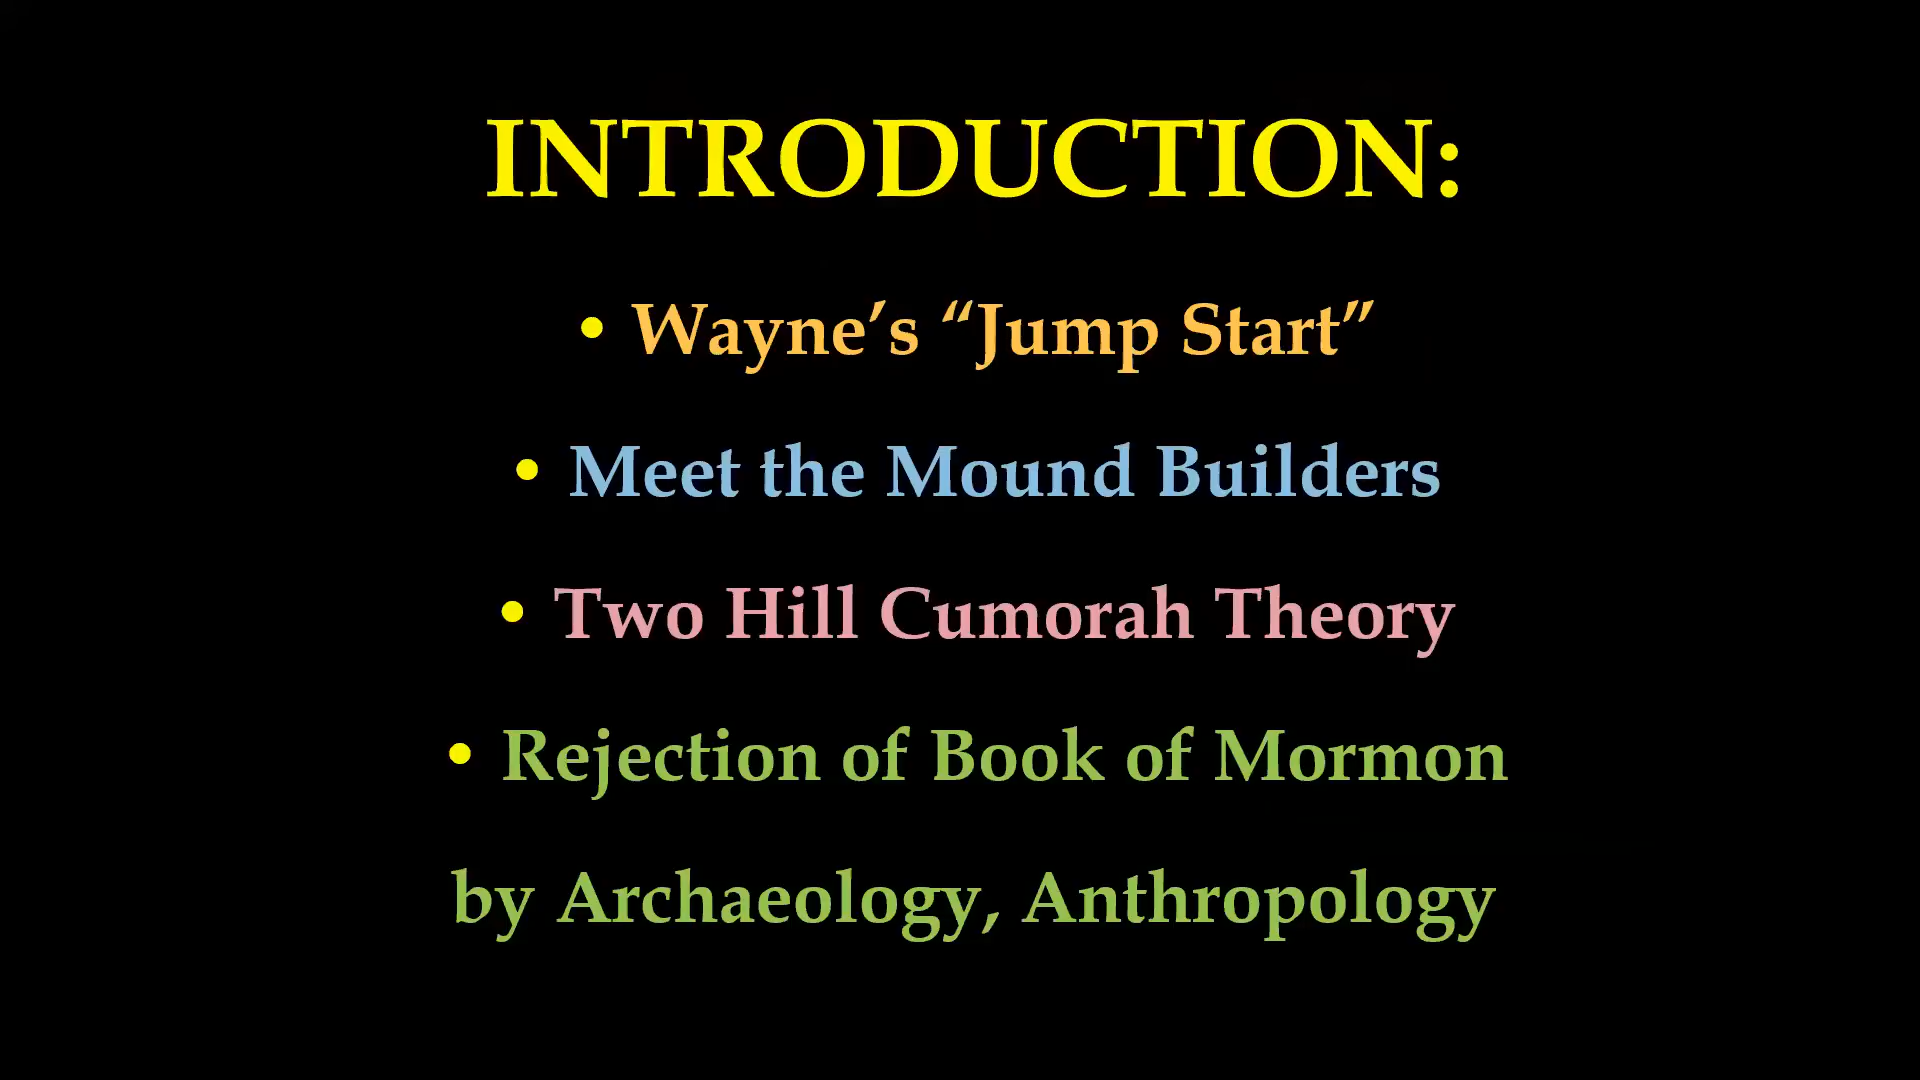 INTRODUCTION:
• Wayne’s “Jump Start”
• Meet the Mound Builders
• Two Hill Cumorah Theory
• Rejection of Book of Mormon
by Archaeology, Anthropology